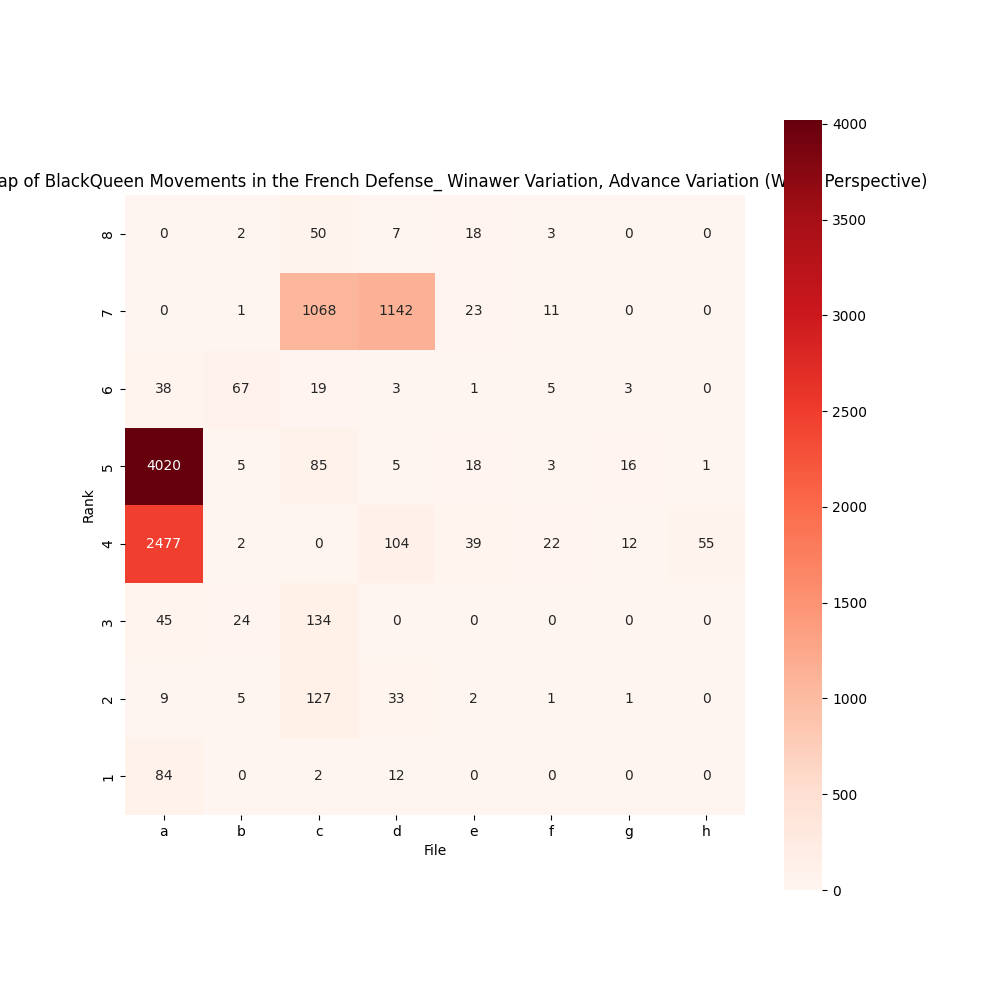 ap of BlackQueen Movements in the French Defense_ Winawer Variation, Advance Variation (W Perspective)
8 0 2 50 7 18 3 0 0
7 0 1 1068 1142 23 11 0 0
6 38 67 19 3 1 5 3 0
5 4020 5 85 5 18 3 16 1
4 2477 2 0 104 39 22 12 55
3 45 24 134 0 0 0 0 0
2 9 5 127 33 2 1 1 0
1 84 0 2 12 0 0 0 0
a b c d e f g h
File
Rank
4000
3500
3000
2500
2000
1500
1000
500
0